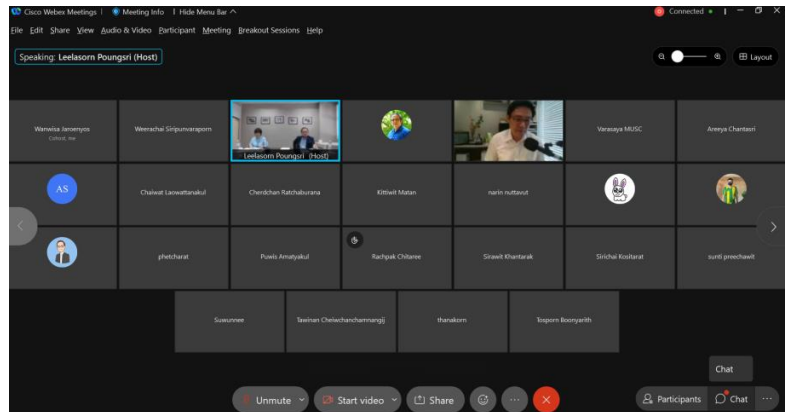 Cisco Webex Meetings
Meeting Info
Hide Menu Bar
Connected
File Edit Share View Audio & Video Participant Meeting Breakout Sessions Help
Speaking: Leelasorn Poungsri (Host)
Layout
Wanwisa Jaroenyos
Cohost, me
Weerachai Siripunvaraporn
Leelasorn Poungsri (Host)
Varasaya MUSC
Areeya Chantasri
AS
Chaiwat Laowattanakul
Cherdchan Ratchaburana
Kittiwit Matan
narin nuttavut
phetcharat
Puwis Amatyakul
Rachpak Chitaree
Sirawit Khantarak
Sirichai Kositarat
sunti preechawit
Suwunnee
Tawinan Cheiwchanchamnangij
thanakorn
Tosporn Boonyarith
Chat
Unmute
Start video
Share
Participants
Chat